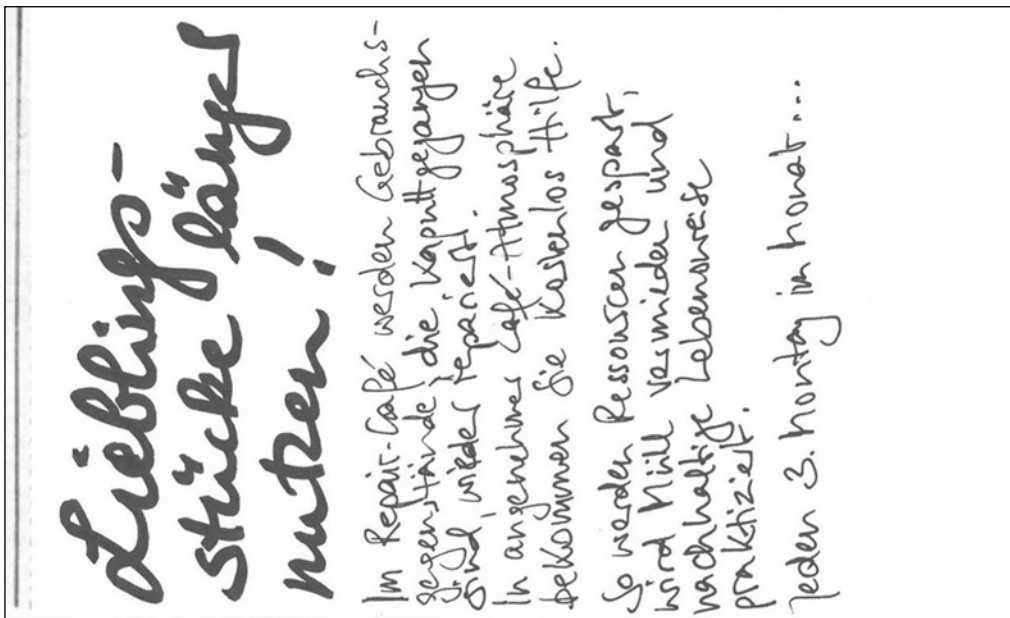 Lieblings-
stücke länger
nutzen!
Im Repair-Café werden Gebrauchs-
gegenstände, die kaputtgegangen
sind, wieder repariert.
In angenehmer Café-Atmosphäre
bekommen Sie kostenlos Hilfe.
So werden Ressourcen gespart,
wird Müll vermieden und
nachhaltige Lebensweise
praktiziert.
Jeden 3. Montag im Monat...